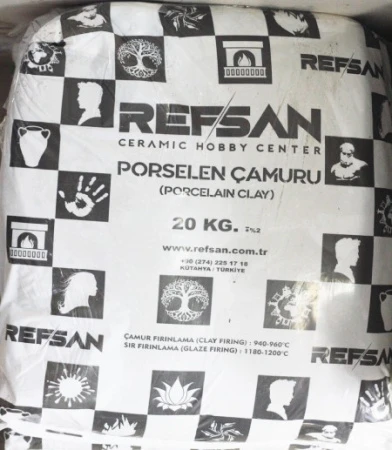 REFSAN
CERAMIC HOBBY CENTER
PORSELEN ÇAMURU
(PORCELAIN CLAY)
20 KG. ±%2
www.refsan.com.tr
+90 (274) 225 17 18
KÜTAHYA / TÜRKİYE
REFSAN
ÇAMUR FIRINLAMA (CLAY FIRING) : 940-960°C
SIR FIRINLAMA (GLAZE FIRING) : 1180-1200°C
REFSAN